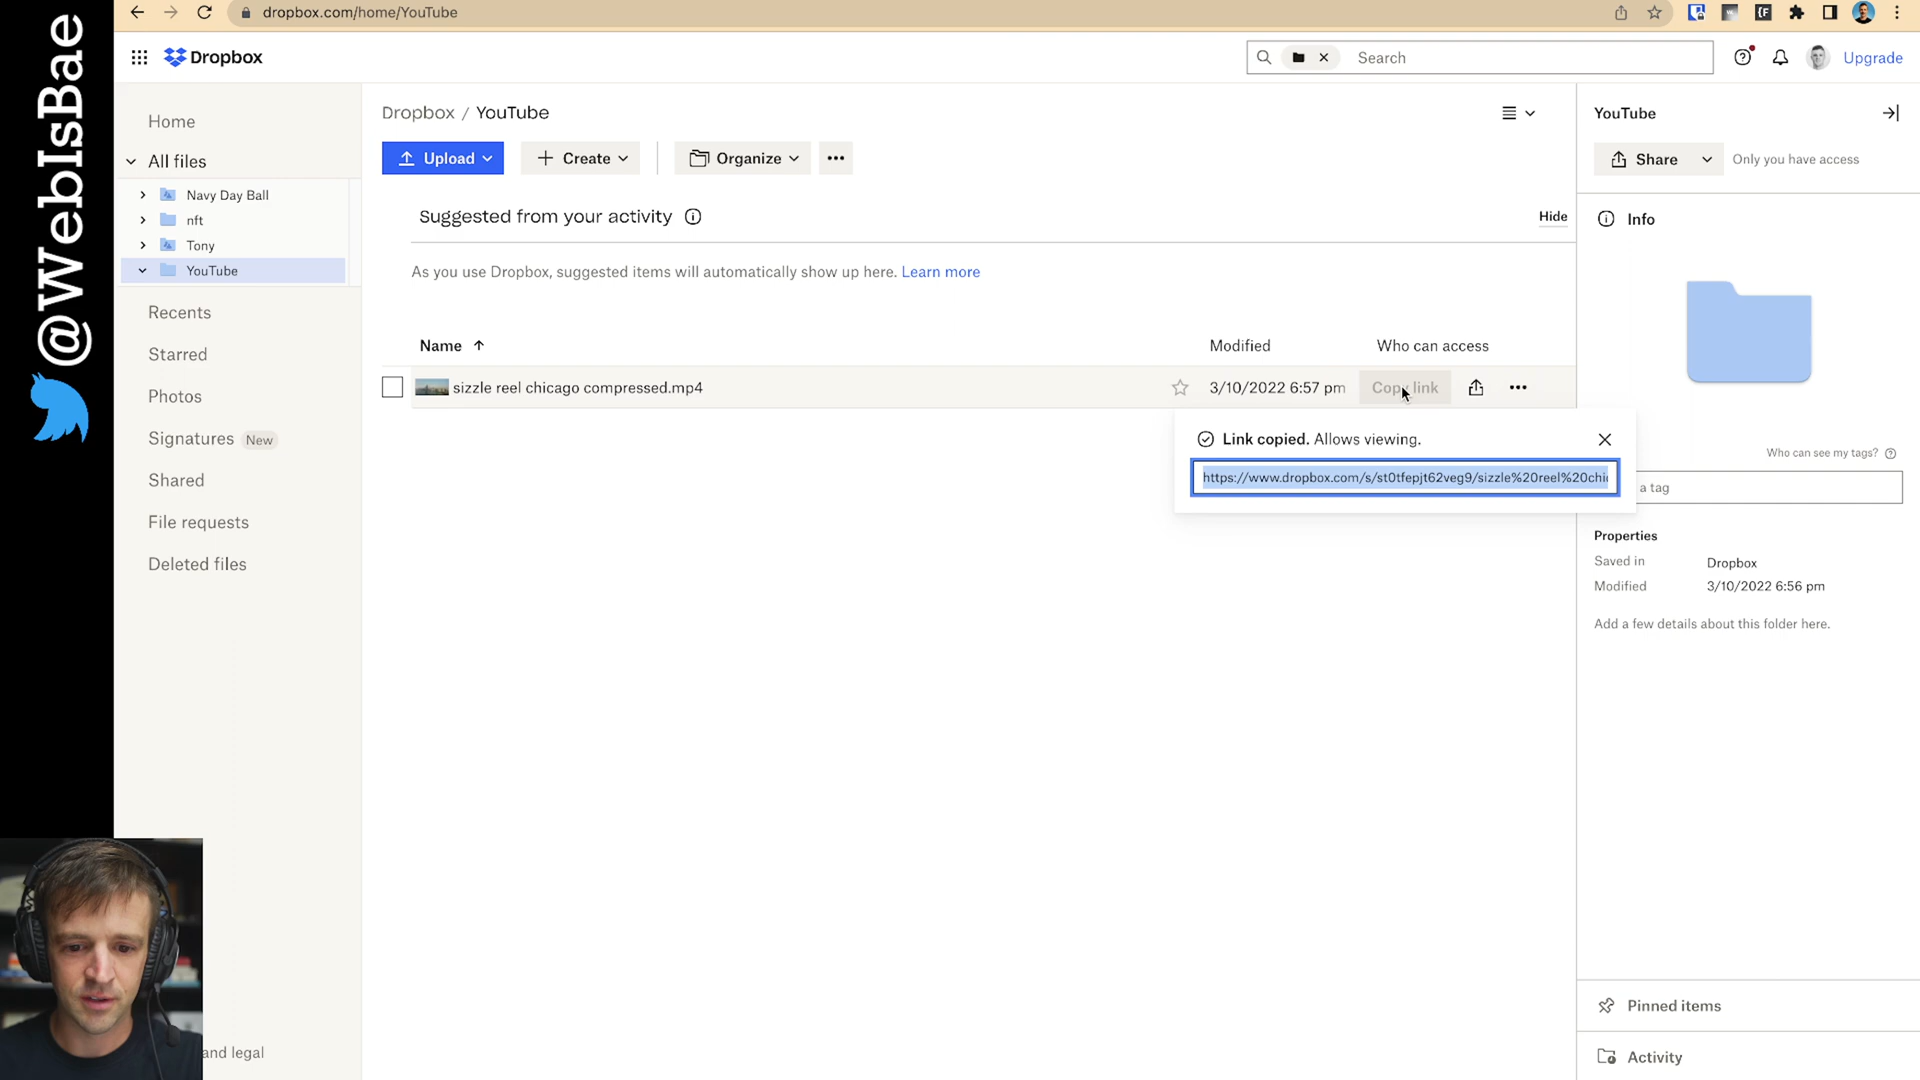 @WebIsBae
dropbox.com/home/YouTube
Dropbox
Search
Upgrade
Home
All files
Navy Day Ball
nft
Tony
YouTube
Recents
Starred
Photos
Signatures New
Shared
File requests
Deleted files
and legal
Dropbox / YouTube
Upload
Create
Organize
Suggested from your activity
Hide
As you use Dropbox, suggested items will automatically show up here. Learn more
Name
Modified
Who can access
sizzle reel chicago compressed.mp4
3/10/2022 6:57 pm
Copy link
Link copied. Allows viewing.
https://www.dropbox.com/s/st0tfepjt62veg9/sizzle%20reel%20chi
YouTube
Share
Only you have access
Info
Who can see my tags?
a tag
Properties
Saved in Dropbox
Modified 3/10/2022 6:56 pm
Add a few details about this folder here.
Pinned items
Activity